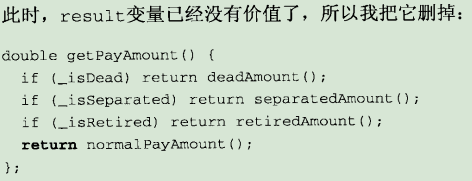 此时，result变量已经没有价值了，所以我把它删掉：
double getPayAmount() {
  if (_isDead) return deadAmount();
  if (_isSeparated) return separatedAmount();
  if (_isRetired) return retiredAmount();
  return normalPayAmount();
};